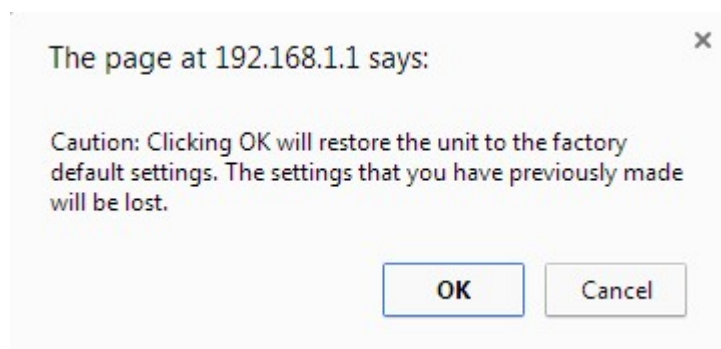 The page at 192.168.1.1 says:
Caution: Clicking OK will restore the unit to the factory
default settings. The settings that you have previously made
will be lost.
OK
Cancel